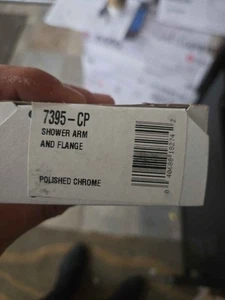 7395-CP
SHOWER ARM
AND FLANGE
POLISHED CHROME